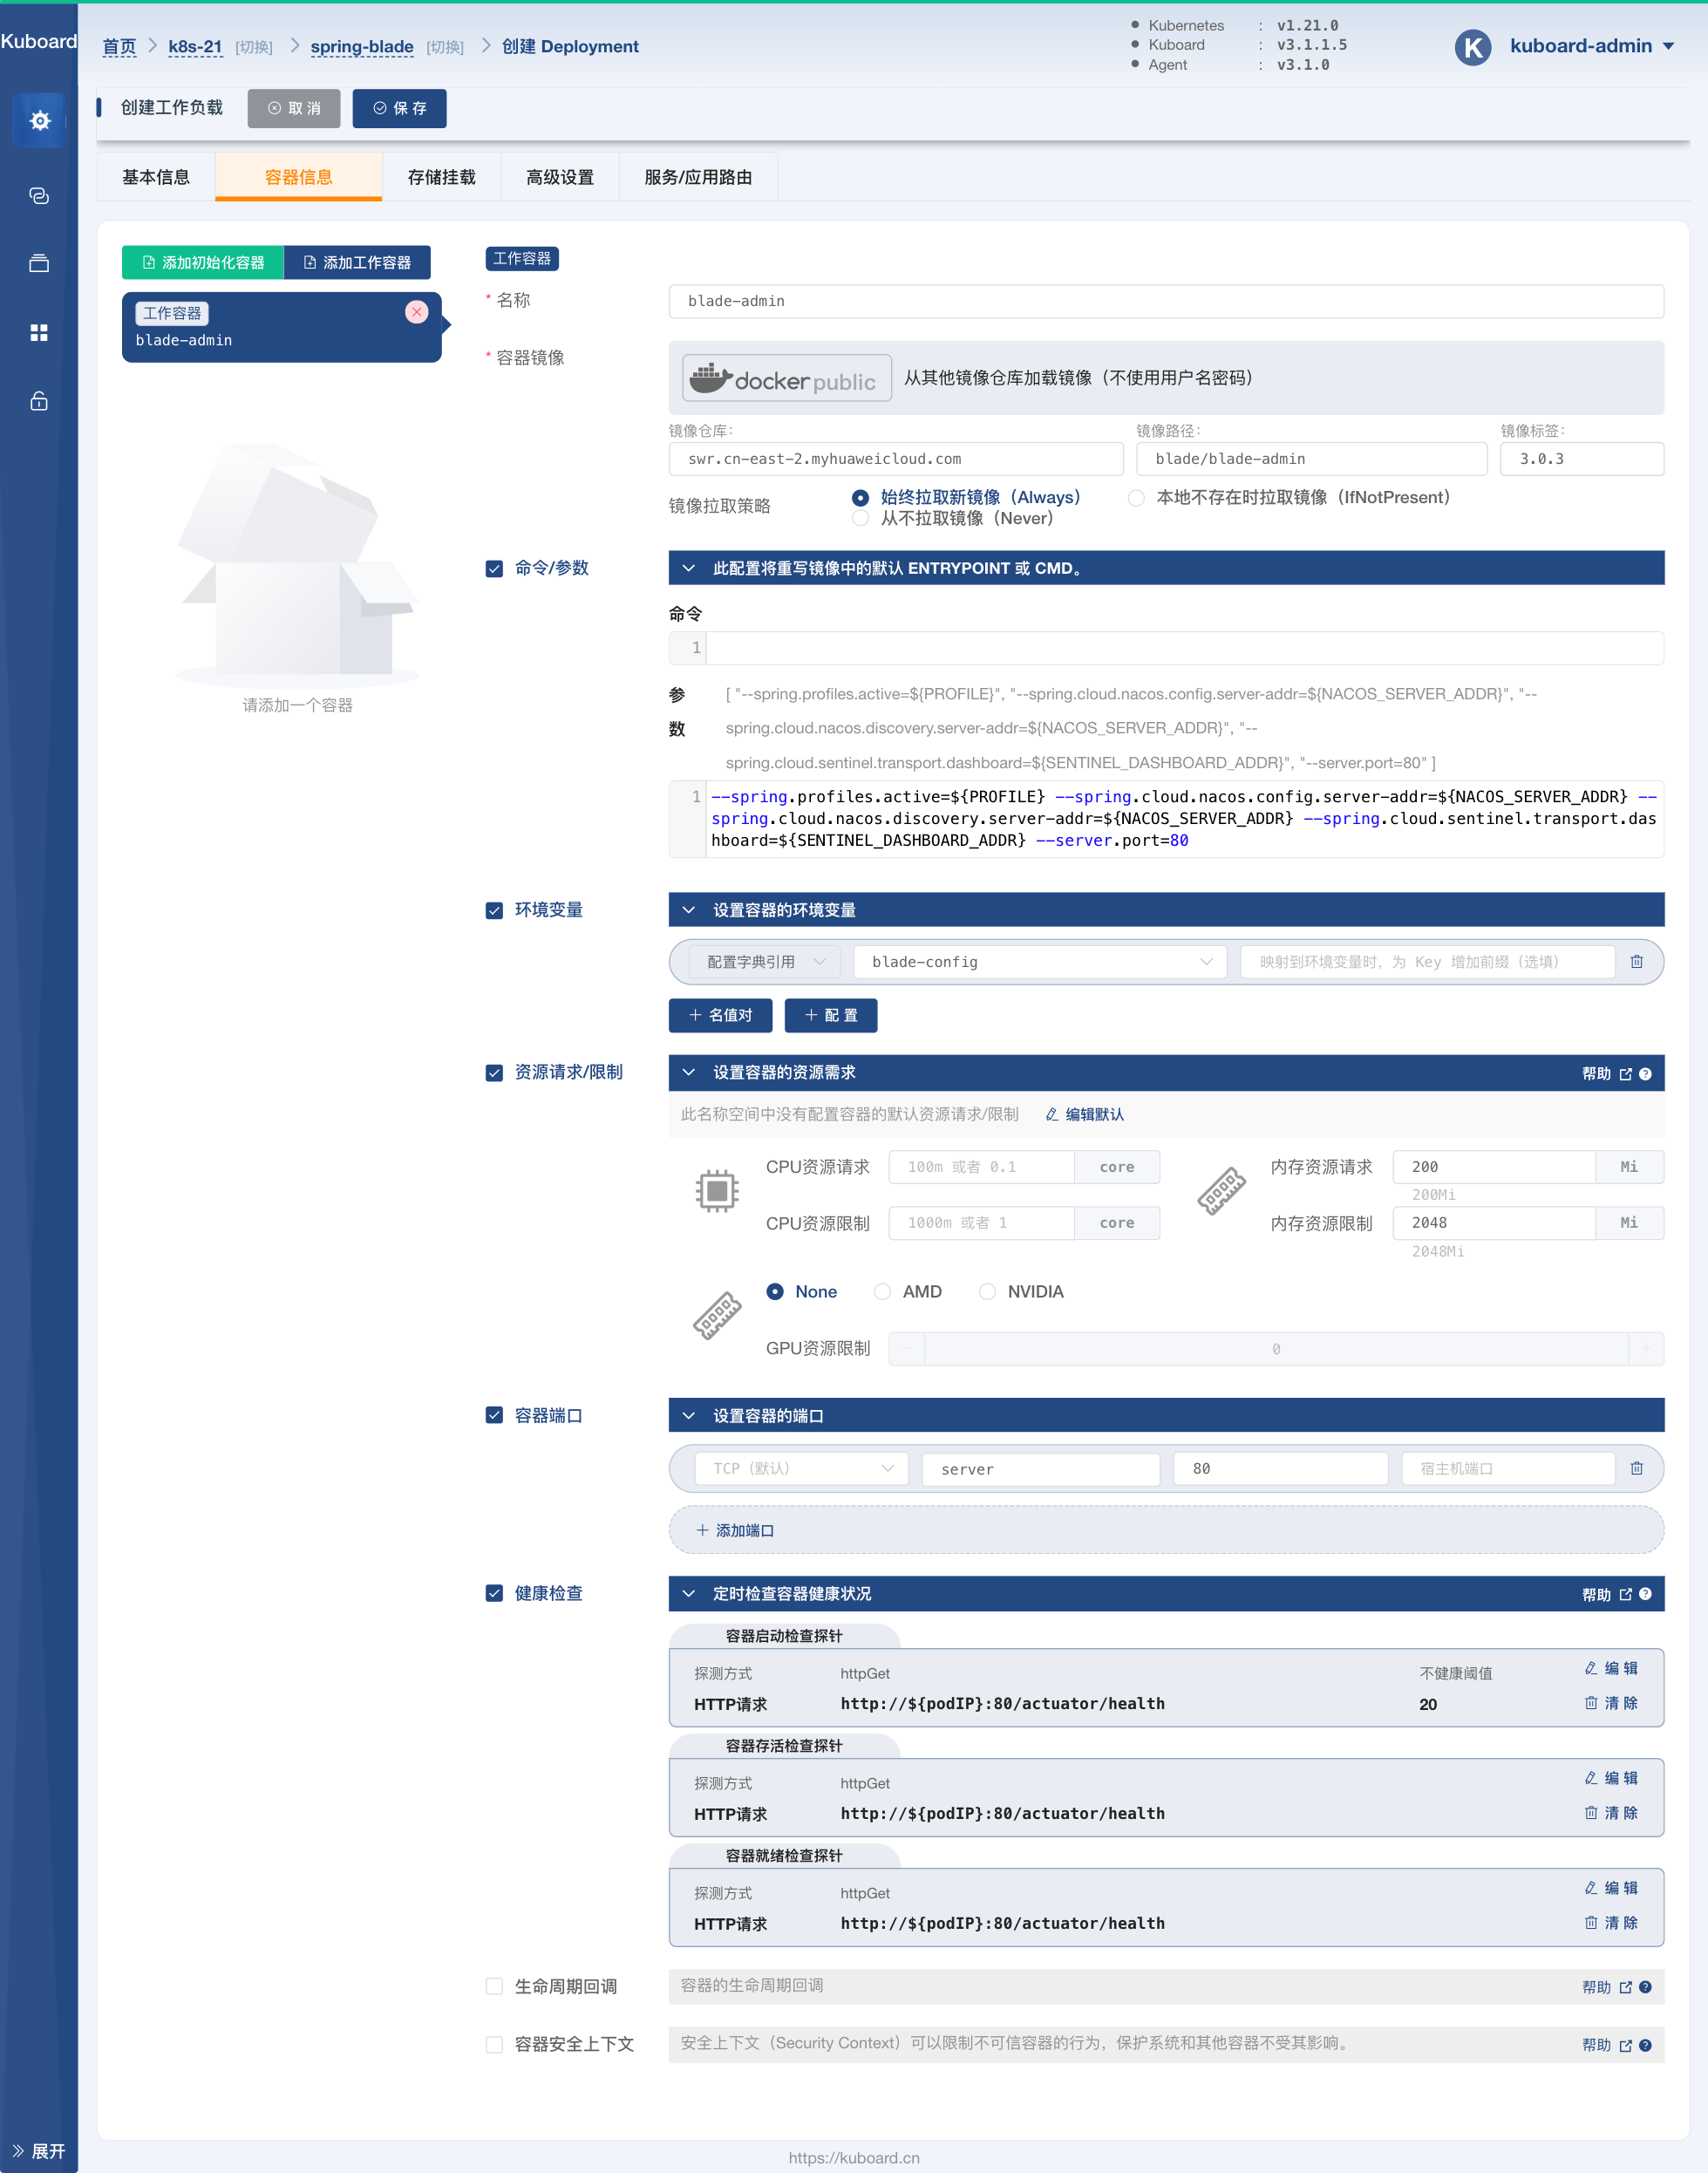 Kuboard
首页 k8s-21 [切换] spring-blade [切换] 创建 Deployment
Kubernetes : v1.21.0
Kuboard : v3.1.1.5
Agent : v3.1.0
K kuboard-admin
创建工作负载 取 消 保 存
基本信息 容器信息 存储挂载 高级设置 服务/应用路由
添加初始化容器 添加工作容器
工作容器
blade-admin
请添加一个容器
工作容器
* 名称 blade-admin
* 容器镜像 docker public 从其他镜像仓库加载镜像（不使用用户名密码）
镜像仓库: 镜像路径: 镜像标签:
swr.cn-east-2.myhuaweicloud.com blade/blade-admin 3.0.3
镜像拉取策略 始终拉取新镜像（Always） 本地不存在时拉取镜像（IfNotPresent）
从不拉取镜像（Never）
命令/参数 此配置将重写镜像中的默认 ENTRYPOINT 或 CMD。
命令
1
参数 [ "--spring.profiles.active=${PROFILE}", "--spring.cloud.nacos.config.server-addr=${NACOS_SERVER_ADDR}", "--
spring.cloud.nacos.discovery.server-addr=${NACOS_SERVER_ADDR}", "--
spring.cloud.sentinel.transport.dashboard=${SENTINEL_DASHBOARD_ADDR}", "--server.port=80" ]
1 --spring.profiles.active=${PROFILE} --spring.cloud.nacos.config.server-addr=${NACOS_SERVER_ADDR} --
spring.cloud.nacos.discovery.server-addr=${NACOS_SERVER_ADDR} --spring.cloud.sentinel.transport.das
hboard=${SENTINEL_DASHBOARD_ADDR} --server.port=80
环境变量 设置容器的环境变量
配置字典引用 blade-config 映射到环境变量时，为 Key 增加前缀（选填）
名值对 配 置
资源请求/限制 设置容器的资源需求 帮助
此名称空间中没有配置容器的默认资源请求/限制 编辑默认
CPU资源请求 100m 或者 0.1 core 内存资源请求 200 Mi
200Mi
CPU资源限制 1000m 或者 1 core 内存资源限制 2048 Mi
2048Mi
None AMD NVIDIA
GPU资源限制 0
容器端口 设置容器的端口
TCP（默认） server 80 宿主机端口
添加端口
健康检查 定时检查容器健康状况 帮助
容器启动检查探针
探测方式 httpGet 不健康阈值 编 辑
HTTP请求 http://${podIP}:80/actuator/health 20 清 除
容器存活检查探针
探测方式 httpGet 编 辑
HTTP请求 http://${podIP}:80/actuator/health 清 除
容器就绪检查探针
探测方式 httpGet 编 辑
HTTP请求 http://${podIP}:80/actuator/health 清 除
生命周期回调 容器的生命周期回调 帮助
容器安全上下文 安全上下文（Security Context）可以限制不可信容器的行为，保护系统和其他容器不受其影响。 帮助
展开
https://kuboard.cn